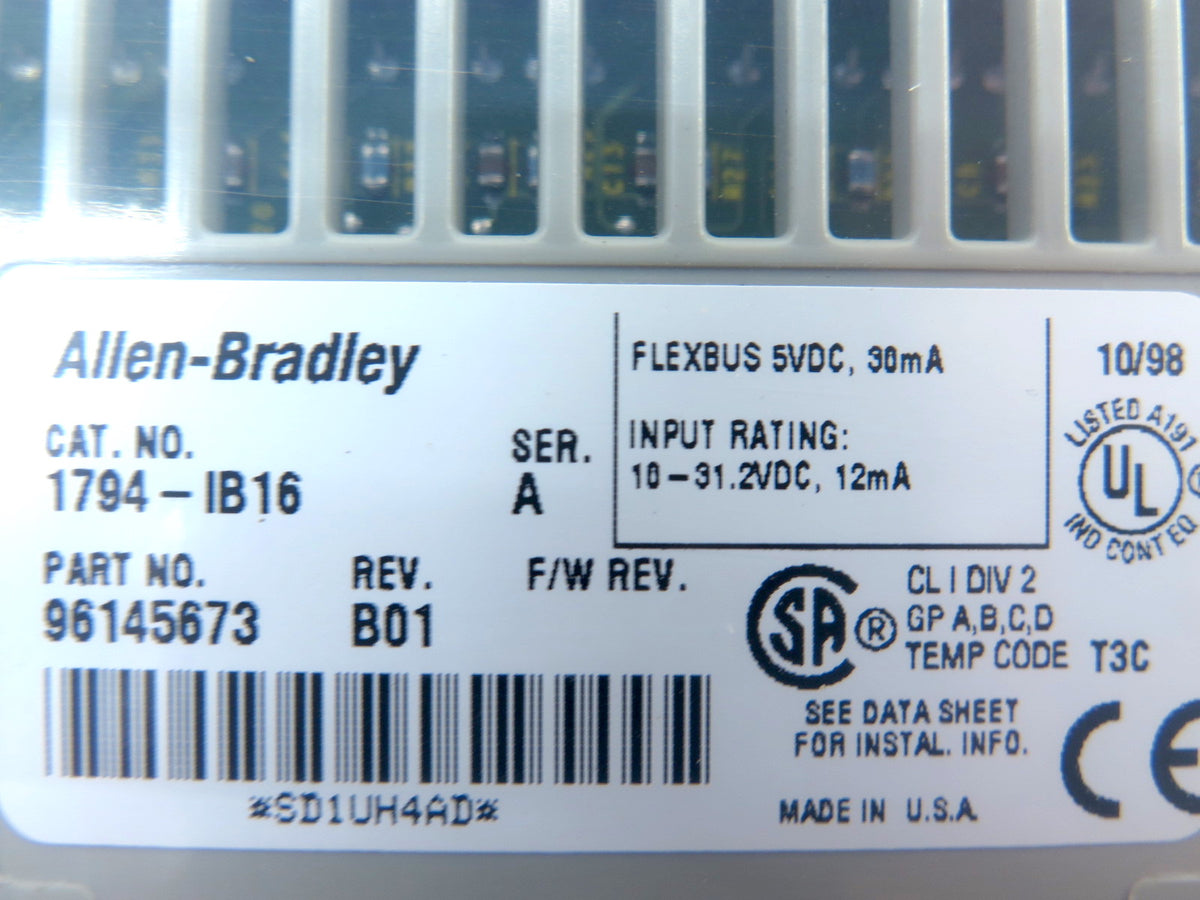 Allen-Bradley
CAT. NO.
SER.
1794-IB16
A
PART NO.
REV.
F/W REV.
96145673
B01
*SD1UH4AD*
FLEXBUS 5VDC, 30mA
INPUT RATING:
10-31.2VDC, 12mA
10/98
LISTED A197
UL
IND CONT EQ
SA ®
CL I DIV 2
GP A,B,C,D
TEMP CODE T3C
SEE DATA SHEET
FOR INSTAL. INFO.
CE
MADE IN U.S.A.